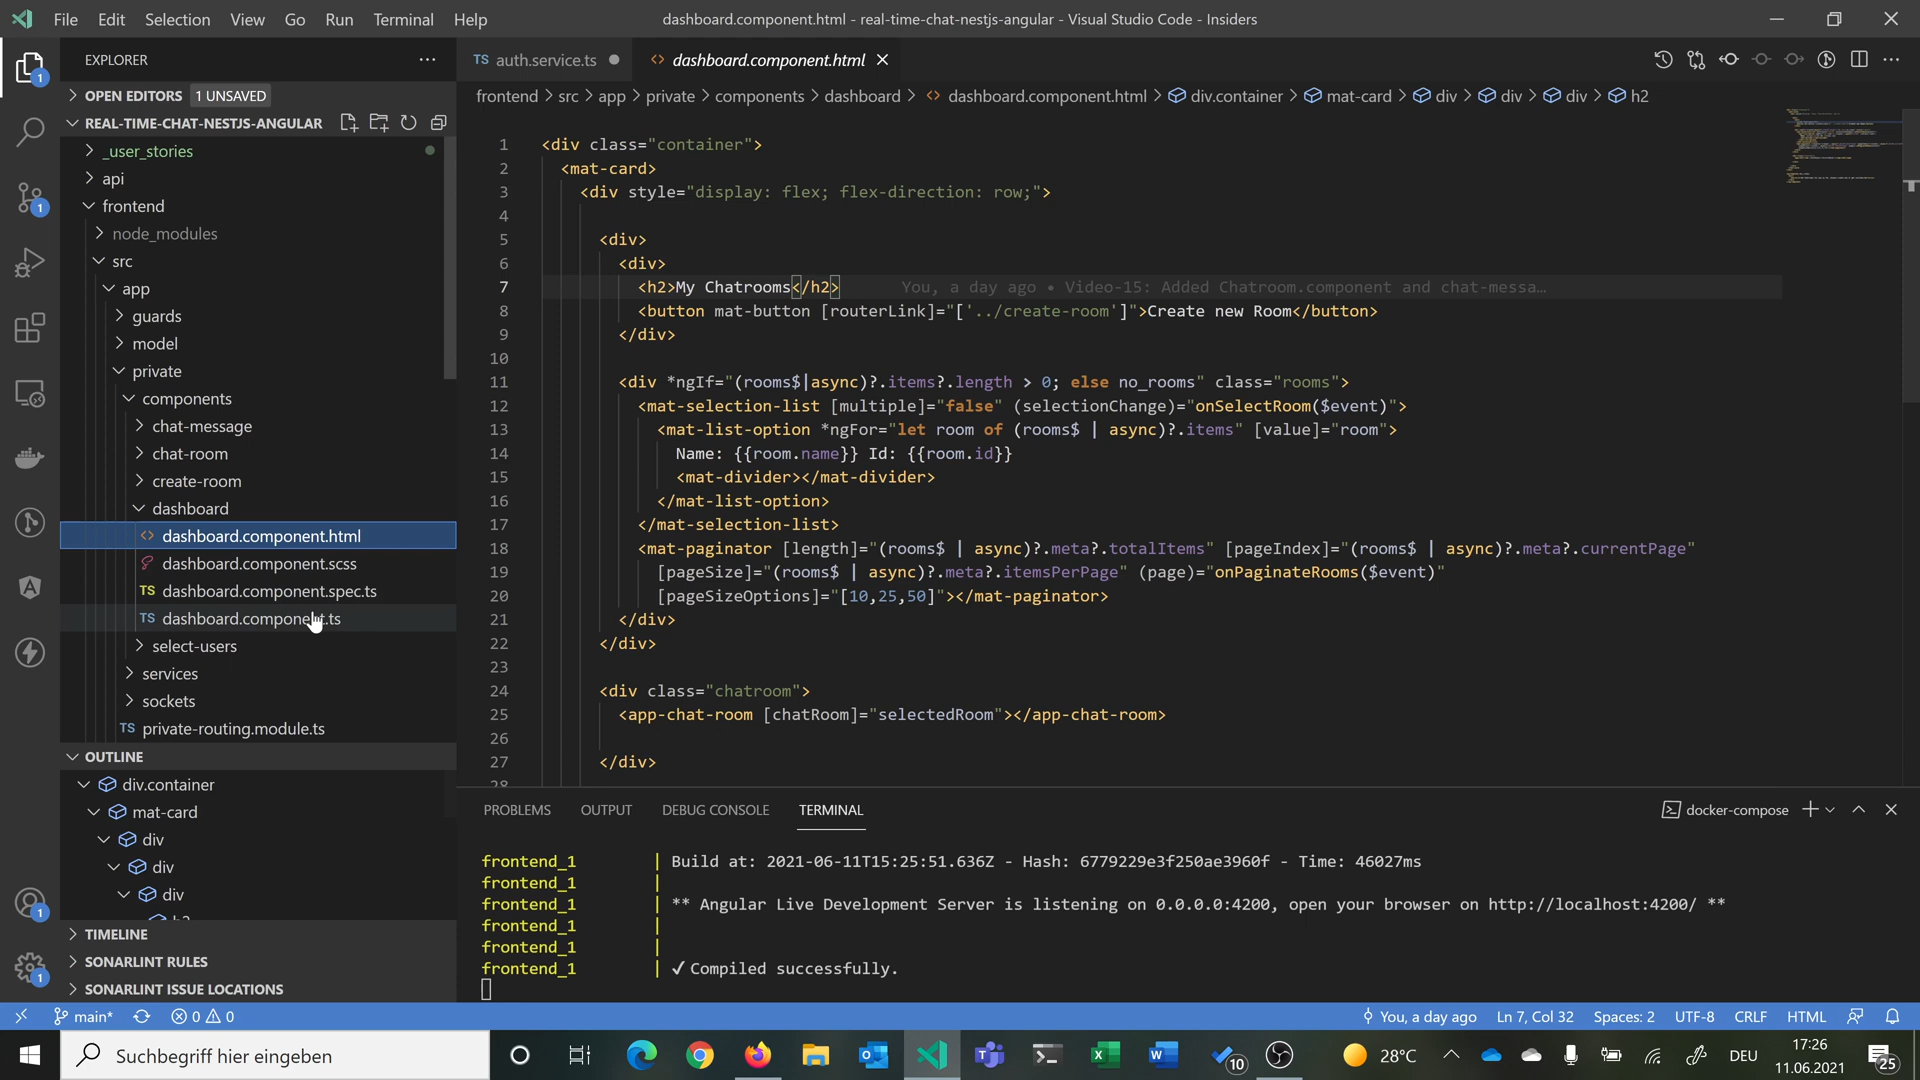 File Edit Selection View Go Run Terminal Help
dashboard.component.html - real-time-chat-nestjs-angular - Visual Studio Code - Insiders
EXPLORER
OPEN EDITORS 1 UNSAVED
REAL-TIME-CHAT-NESTJS-ANGULAR
_user_stories
api
frontend
node_modules
src
app
guards
model
private
components
chat-message
chat-room
create-room
dashboard
dashboard.component.html
dashboard.component.scss
TS dashboard.component.spec.ts
TS dashboard.component.ts
select-users
services
sockets
TS private-routing.module.ts
OUTLINE
div.container
mat-card
div
div
div
TIMELINE
SONARLINT RULES
SONARLINT ISSUE LOCATIONS
1
1
1
1
TS auth.service.ts
<> dashboard.component.html
frontend > src > app > private > components > dashboard > <> dashboard.component.html > div.container > mat-card > div > div > div > h2
1 <div class="container">
2 <mat-card>
3 <div style="display: flex; flex-direction: row;">
4
5 <div>
6 <div>
7 <h2>My Chatrooms</h2> You, a day ago • Video-15: Added Chatroom.component and chat-messa…
8 <button mat-button [routerLink]="['../create-room']">Create new Room</button>
9 </div>
10
11 <div *ngIf="(rooms$|async)?.items?.length > 0; else no_rooms" class="rooms">
12 <mat-selection-list [multiple]="false" (selectionChange)="onSelectRoom($event)">
13 <mat-list-option *ngFor="let room of (rooms$ | async)?.items" [value]="room">
14 Name: {{room.name}} Id: {{room.id}}
15 <mat-divider></mat-divider>
16 </mat-list-option>
17 </mat-selection-list>
18 <mat-paginator [length]="(rooms$ | async)?.meta?.totalItems" [pageIndex]="(rooms$ | async)?.meta?.currentPage"
19 [pageSize]="(rooms$ | async)?.meta?.itemsPerPage" (page)="onPaginateRooms($event)"
20 [pageSizeOptions]="[10,25,50]"></mat-paginator>
21 </div>
22 </div>
23
24 <div class="chatroom">
25 <app-chat-room [chatRoom]="selectedRoom"></app-chat-room>
26
27 </div>
28
PROBLEMS OUTPUT DEBUG CONSOLE TERMINAL
docker-compose
frontend_1 | Build at: 2021-06-11T15:25:51.636Z - Hash: 6779229e3f250ae3960f - Time: 46027ms
frontend_1 |
frontend_1 | ** Angular Live Development Server is listening on 0.0.0.0:4200, open your browser on http://localhost:4200/ **
frontend_1 |
frontend_1 |
frontend_1 | ✓ Compiled successfully.
main* 0 0
You, a day ago Ln 7, Col 32 Spaces: 2 UTF-8 CRLF HTML
Suchbegriff hier eingeben
10
28°C
DEU
17:26
11.06.2021
25